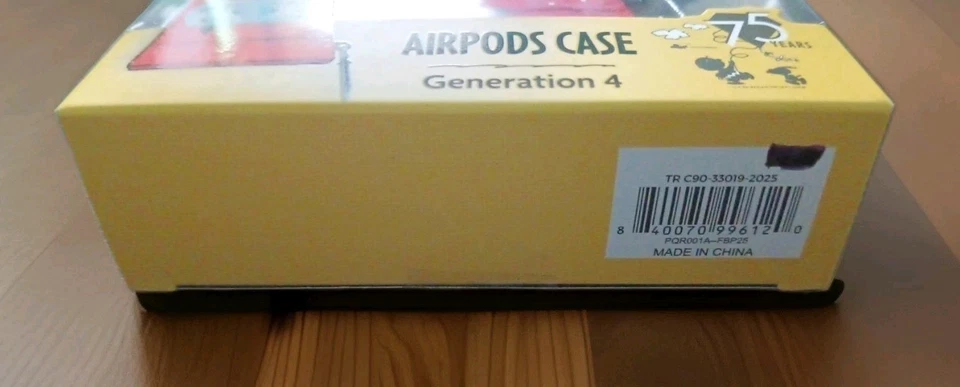 AIRPODS CASE
Generation 4
75
YEARS
TR C90-33019-2025
8 40070 99612 0
PQR001A-FBP25
MADE IN CHINA